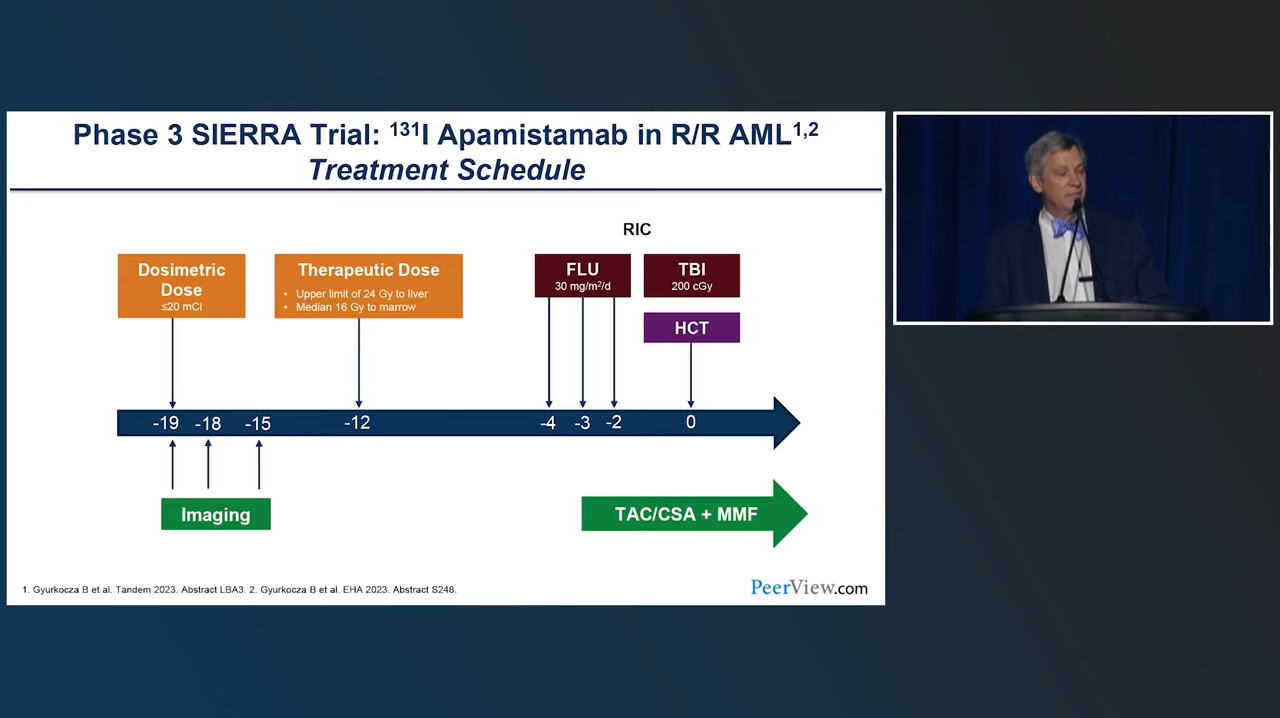 Phase 3 SIERRA Trial: ¹³¹I Apamistamab in R/R AML¹,²
Treatment Schedule
RIC
Dosimetric
Dose
≤20 mCi
Therapeutic Dose
• Upper limit of 24 Gy to liver
• Median 16 Gy to marrow
FLU
30 mg/m²/d
TBI
200 cGy
HCT
-19 -18 -15 -12 -4 -3 -2 0
Imaging
TAC/CSA + MMF
1. Gyurkocza B et al. Tandem 2023. Abstract LBA3. 2. Gyurkocza B et al. EHA 2023. Abstract S248.
PeerView.com